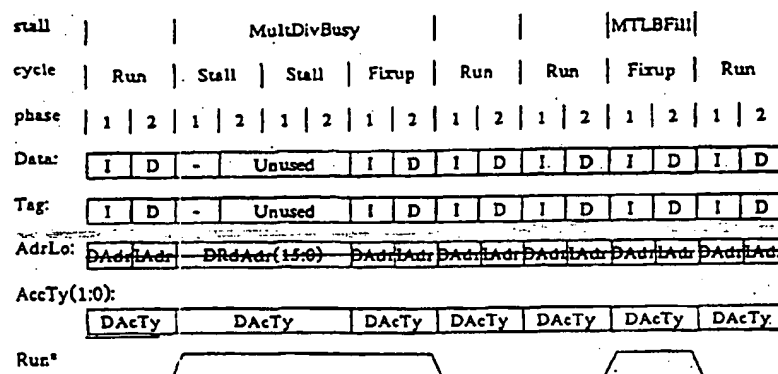 stall | | MultDivBusy | | |MTLBFill|
cycle | Run | Stall | Stall | Fixup | Run | Run | Fixup | Run
phase | 1 | 2 | 1 | 2 | 1 | 2 | 1 | 2 | 1 | 2 | 1 | 2 | 1 | 2 | 1 | 2
Data: I D - Unused I D I D I D I D I D
Tag: I D - Unused I D I D I D I D I D
AdrLo: DAdr IAdr DRdAdr(15:0) DAdr IAdr DAdr IAdr DAdr IAdr DAdr IAdr DAdr IAdr
AccTy(1:0):
DAcTy DAcTy DAcTy DAcTy DAcTy DAcTy DAcTy
Run*